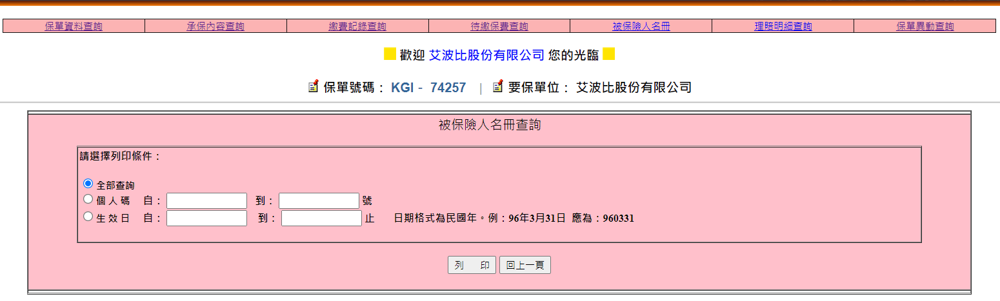 保單資料查詢 承保內容查詢 繳費記錄查詢 待繳保費查詢 被保險人名冊 理賠明細查詢 保單異動查詢
歡迎 艾波比股份有限公司 您的光臨
保單號碼： KGI - 74257 | 要保單位： 艾波比股份有限公司
被保險人名冊查詢
請選擇列印條件：
全部查詢
個人碼 自： 到： 號
生效日 自： 到： 止 日期格式為民國年。例：96年3月31日 應為：960331
列 印 回上一頁